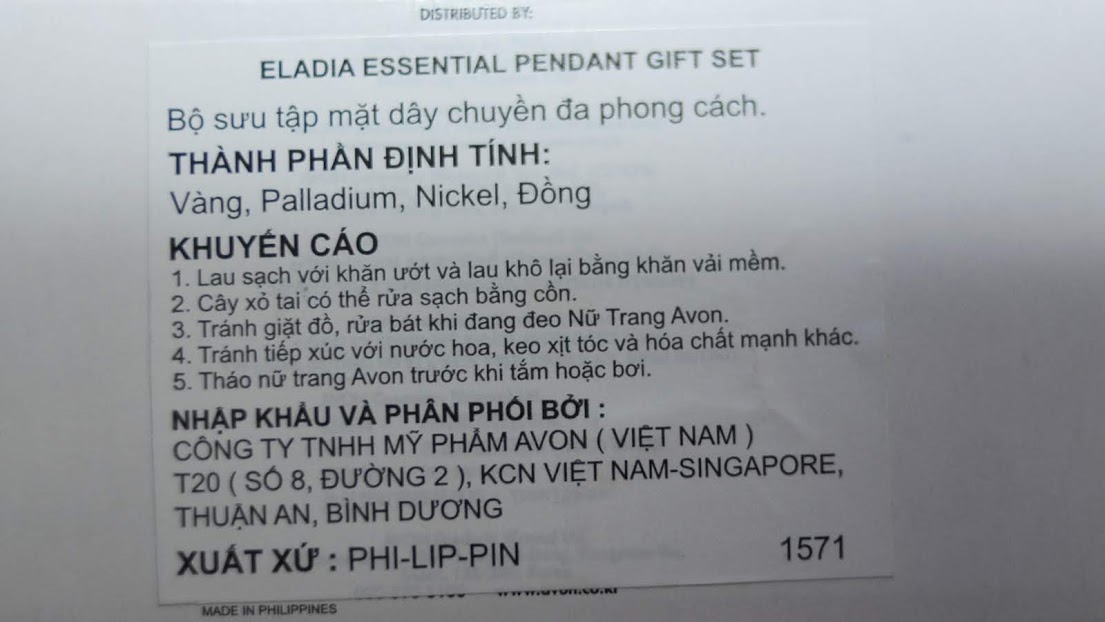 DISTRIBUTED BY:
ELADIA ESSENTIAL PENDANT GIFT SET
Bộ sưu tập mặt dây chuyền đa phong cách.
THÀNH PHẦN ĐỊNH TÍNH:
Vàng, Palladium, Nickel, Đồng
KHUYẾN CÁO
1. Lau sạch với khăn ướt và lau khô lại bằng khăn vải mềm.
2. Cây xỏ tai có thể rửa sạch bằng cồn.
3. Tránh giặt đồ, rửa bát khi đang đeo Nữ Trang Avon.
4. Tránh tiếp xúc với nước hoa, keo xịt tóc và hóa chất mạnh khác.
5. Tháo nữ trang Avon trước khi tắm hoặc bơi.
NHẬP KHẨU VÀ PHÂN PHỐI BỞI :
CÔNG TY TNHH MỸ PHẨM AVON ( VIỆT NAM )
T20 ( SỐ 8, ĐƯỜNG 2 ), KCN VIỆT NAM-SINGAPORE,
THUẬN AN, BÌNH DƯƠNG
XUẤT XỨ : PHI-LIP-PIN 1571
www.avon.co.kr
MADE IN PHILIPPINES